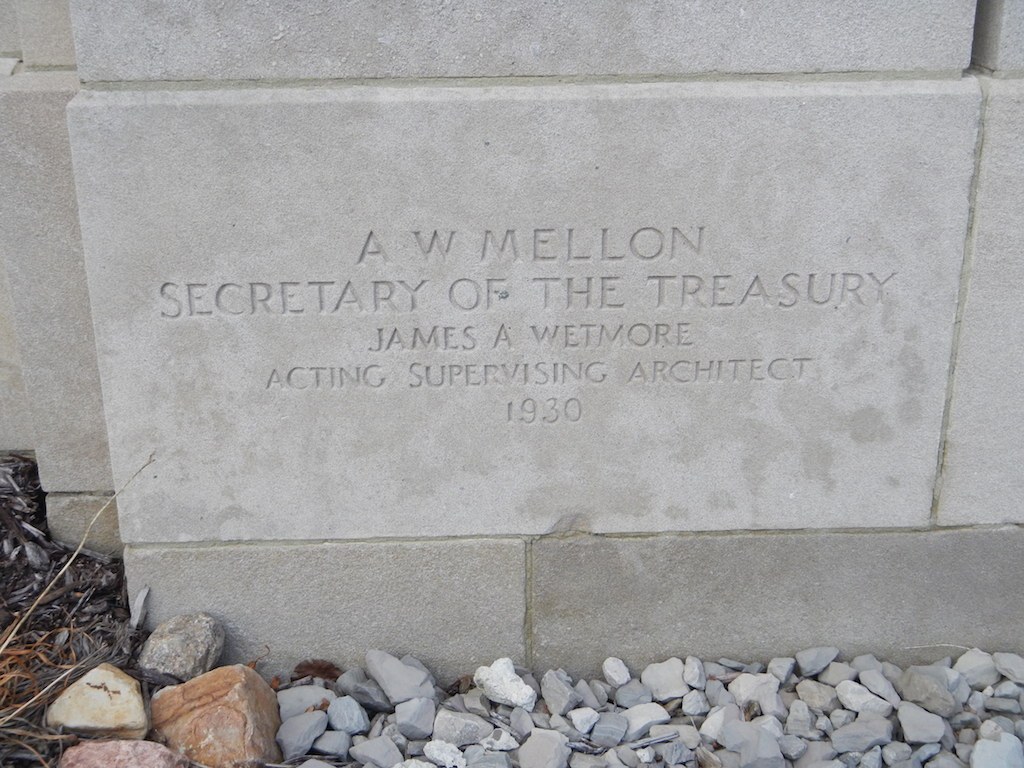 A W MELLON
SECRETARY OF THE TREASURY
JAMES A WETMORE
ACTING SUPERVISING ARCHITECT
1930